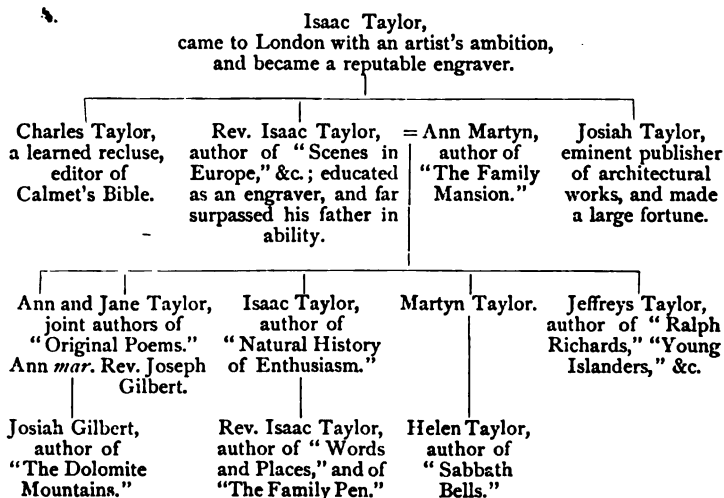 Isaac Taylor,
came to London with an artist's ambition,
and became a reputable engraver.
Charles Taylor,
a learned recluse,
editor of
Calmet's Bible.
Rev. Isaac Taylor,
author of "Scenes in
Europe," &c.; educated
as an engraver, and far
surpassed his father in
ability.
= Ann Martyn,
author of
"The Family
Mansion."
Josiah Taylor,
eminent publisher
of architectural
works, and made
a large fortune.
Ann and Jane Taylor,
joint authors of
"Original Poems."
Ann mar. Rev. Joseph
Gilbert.
Isaac Taylor,
author of
"Natural History
of Enthusiasm."
Martyn Taylor.
Jeffreys Taylor,
author of "Ralph
Richards," "Young
Islanders," &c.
Josiah Gilbert,
author of
"The Dolomite
Mountains."
Rev. Isaac Taylor,
author of "Words
and Places," and of
"The Family Pen."
Helen Taylor,
author of
"Sabbath
Bells."